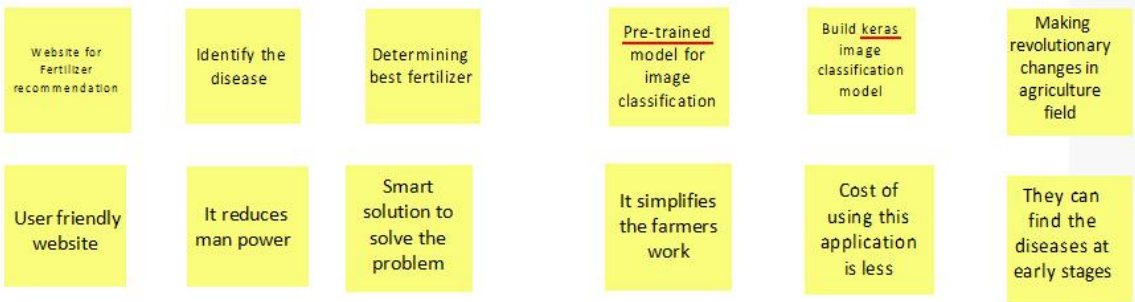 Website for
Fertilizer
recommendation
Identify the
disease
Determining
best fertilizer
Pre-trained
model for
image
classification
Build keras
image
classification
model
Making
revolutionary
changes in
agriculture
field
User friendly
website
It reduces
man power
Smart
solution to
solve the
problem
It simplifies
the farmers
work
Cost of
using this
application
is less
They can
find the
diseases at
early stages